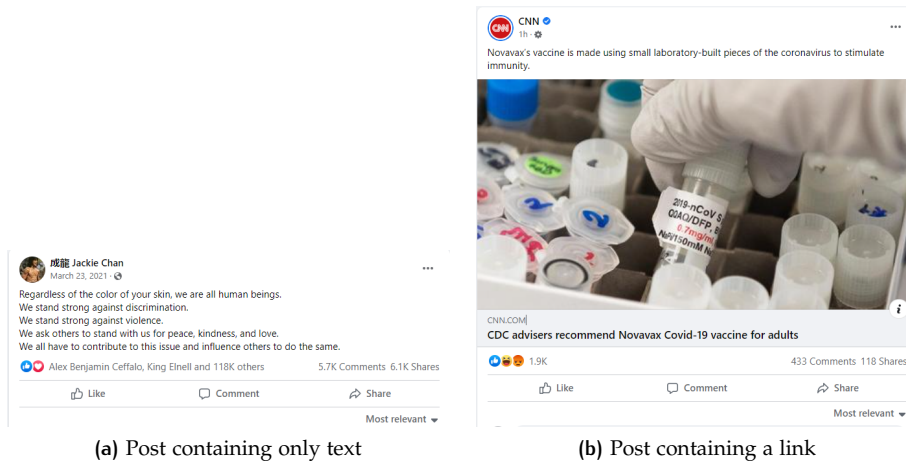 成龍 Jackie Chan
March 23, 2021 ·
Regardless of the color of your skin, we are all human beings.
We stand strong against discrimination.
We stand strong against violence.
We ask others to stand with us for peace, kindness, and love.
We all have to contribute to this issue and influence others to do the same.
Alex Benjamin Ceffalo, King Elnell and 118K others 5.7K Comments 6.1K Shares
Like Comment Share
Most relevant
(a) Post containing only text
CNN
CNN
1h ·
Novavax's vaccine is made using small laboratory-built pieces of the coronavirus to stimulate
immunity.
2019-nCoV
0.7mg/mL
CNN.COM
CDC advisers recommend Novavax Covid-19 vaccine for adults
1.9K 433 Comments 118 Shares
Like Comment Share
Most relevant
(b) Post containing a link